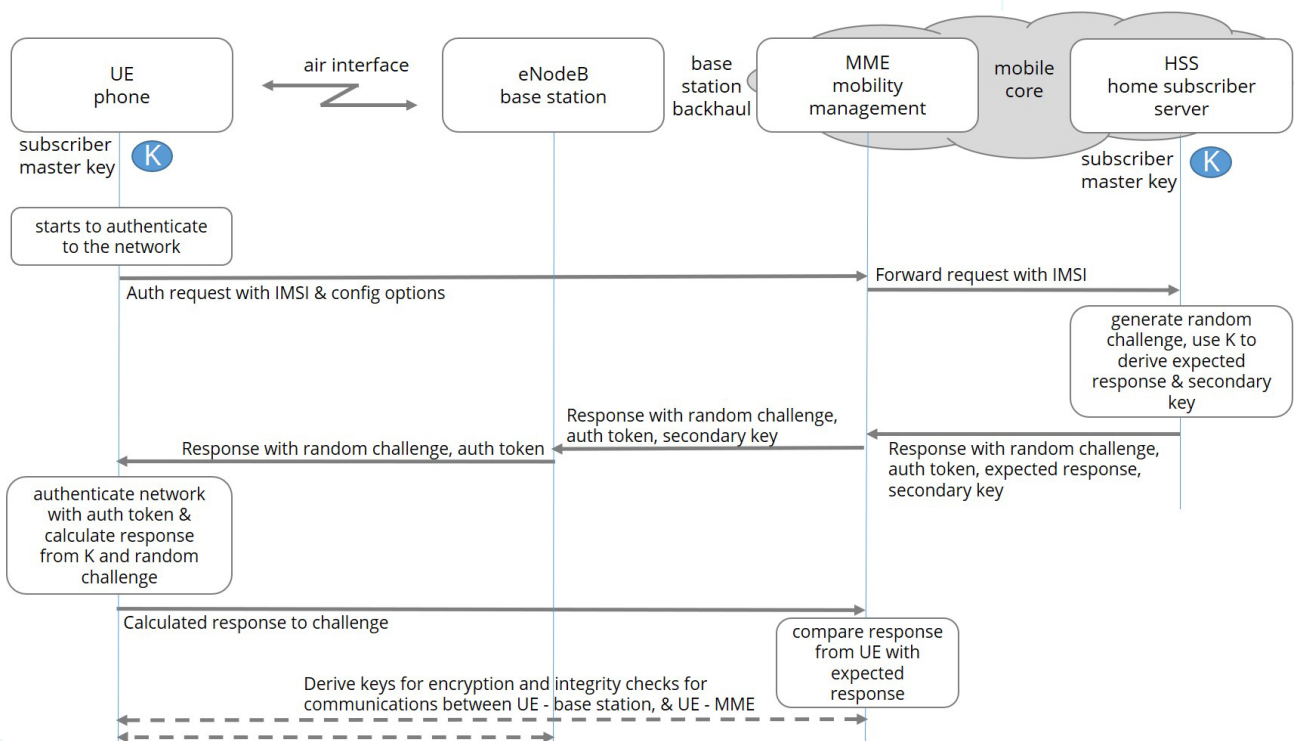 UE
phone
air interface
eNodeB
base station
base
station
backhaul
MME
mobility
management
mobile
core
HSS
home subscriber
server
subscriber
master key
K
subscriber
master key
K
starts to authenticate
to the network
Auth request with IMSI & config options
Forward request with IMSI
generate random
challenge, use K to
derive expected
response & secondary
key
Response with random challenge,
auth token, expected response,
secondary key
Response with random challenge,
auth token, secondary key
Response with random challenge, auth token
authenticate network
with auth token &
calculate response
from K and random
challenge
Calculated response to challenge
compare response
from UE with
expected
response
Derive keys for encryption and integrity checks for
communications between UE - base station, & UE - MME